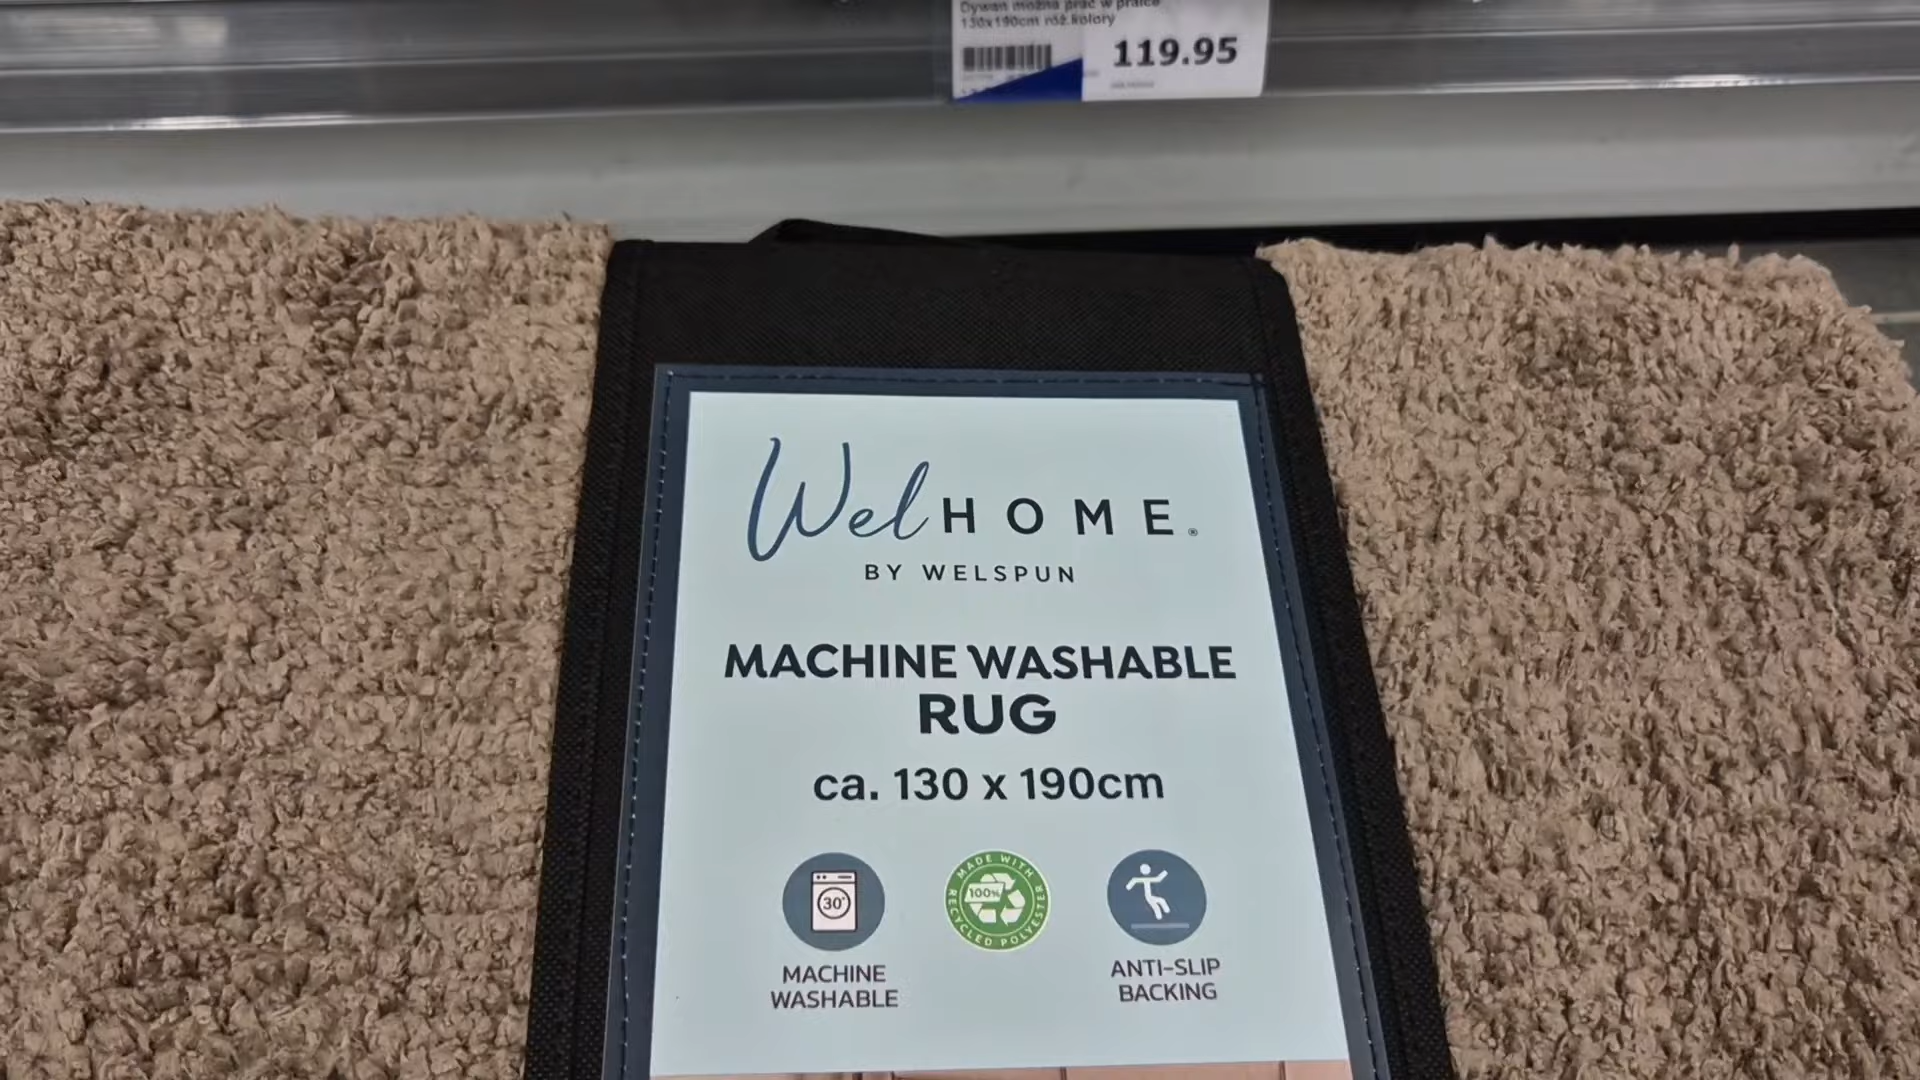 Dywan można prać w pralce
130x190cm róż.kolory
119.95
WelHOME®
BY WELSPUN
MACHINE WASHABLE
RUG
ca. 130 x 190cm
30°
MADE WITH
100%
RECYCLED POLYESTER
MACHINE
WASHABLE
ANTI-SLIP
BACKING